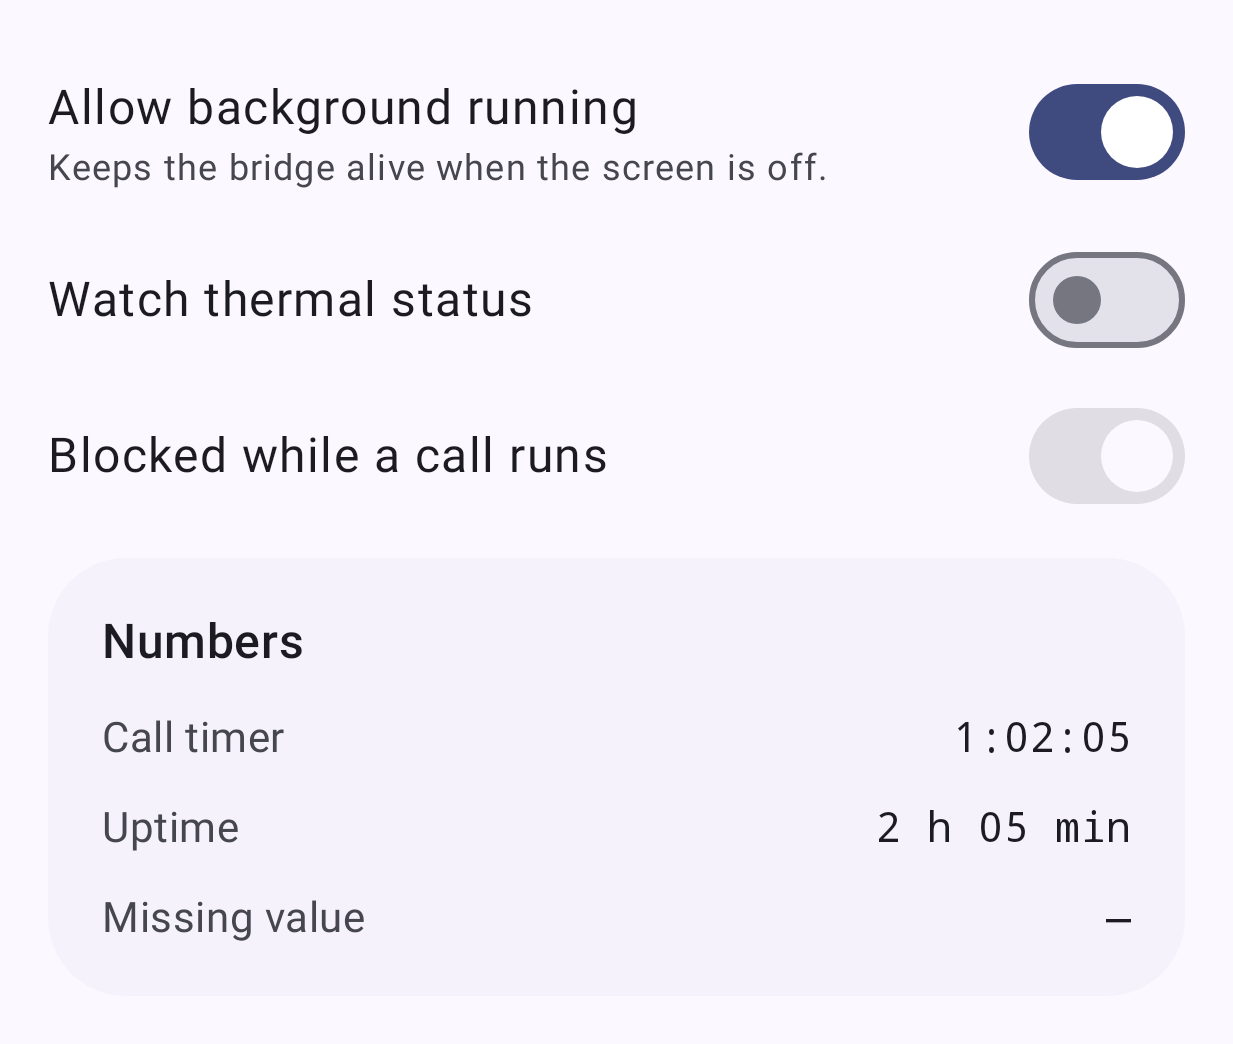 Allow background running
Keeps the bridge alive when the screen is off.
Watch thermal status
Blocked while a call runs
Numbers
Call timer 1:02:05
Uptime 2 h 05 min
Missing value –